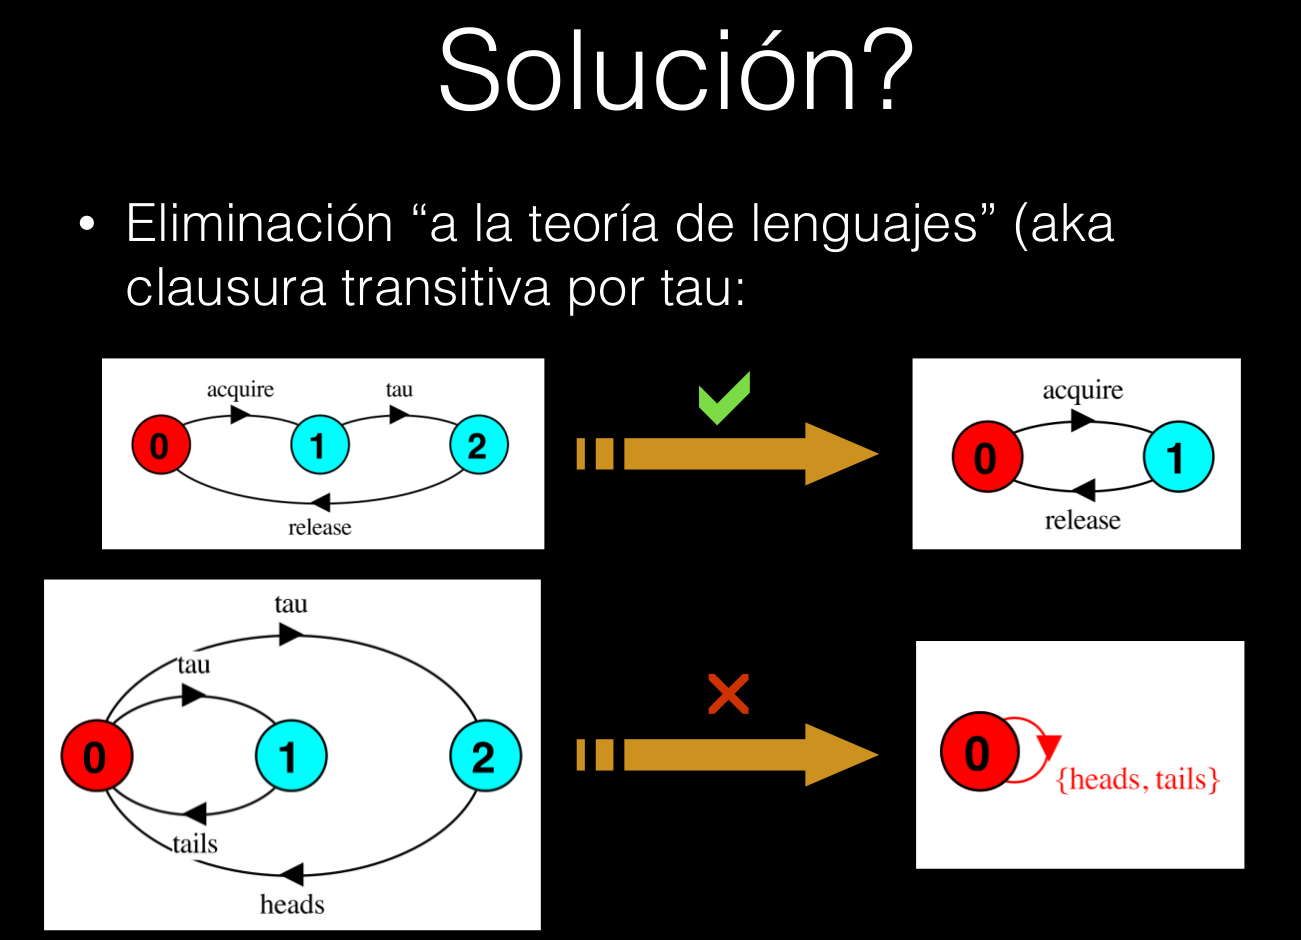 Solución?
• Eliminación “a la teoría de lenguajes” (aka
clausura transitiva por tau:
acquire
tau
0
1
2
release
acquire
0
1
release
tau
tau
0
1
2
tails
heads
0
{heads, tails}